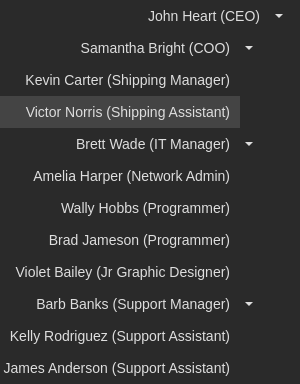 John Heart (CEO)
Samantha Bright (COO)
Kevin Carter (Shipping Manager)
Victor Norris (Shipping Assistant)
Brett Wade (IT Manager)
Amelia Harper (Network Admin)
Wally Hobbs (Programmer)
Brad Jameson (Programmer)
Violet Bailey (Jr Graphic Designer)
Barb Banks (Support Manager)
Kelly Rodriguez (Support Assistant)
James Anderson (Support Assistant)